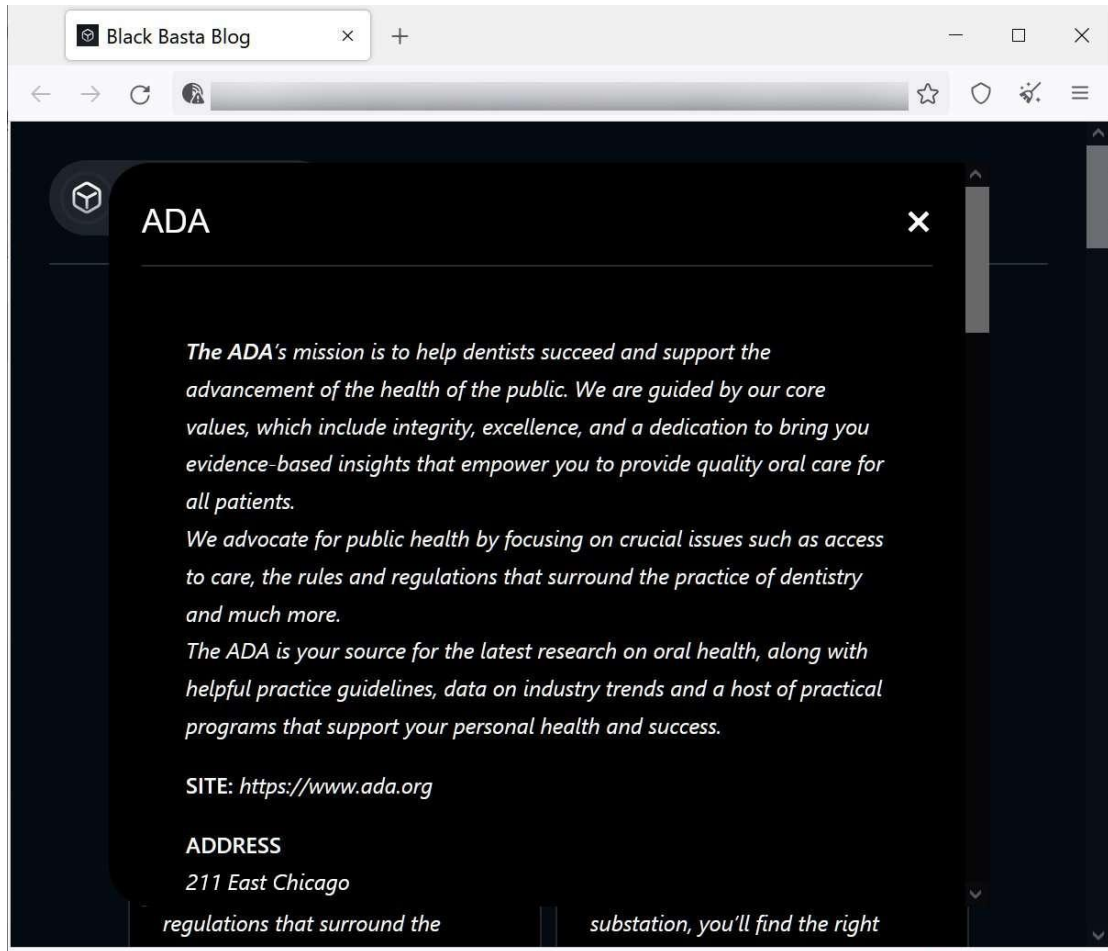 Black Basta Blog
ADA
The ADA's mission is to help dentists succeed and support the
advancement of the health of the public. We are guided by our core
values, which include integrity, excellence, and a dedication to bring you
evidence-based insights that empower you to provide quality oral care for
all patients.
We advocate for public health by focusing on crucial issues such as access
to care, the rules and regulations that surround the practice of dentistry
and much more.
The ADA is your source for the latest research on oral health, along with
helpful practice guidelines, data on industry trends and a host of practical
programs that support your personal health and success.
SITE: https://www.ada.org
ADDRESS
211 East Chicago
regulations that surround the
substation, you'll find the right